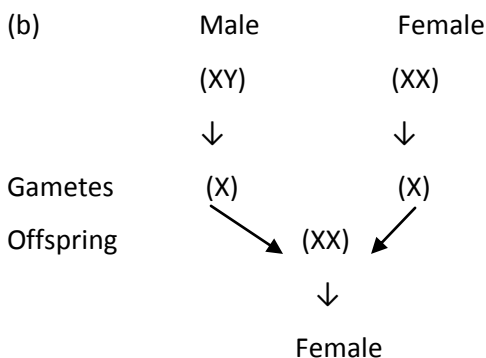 (b) Male Female
(XY) (XX)
↓ ↓
Gametes (X) (X)
Offspring (XX)
↓
Female